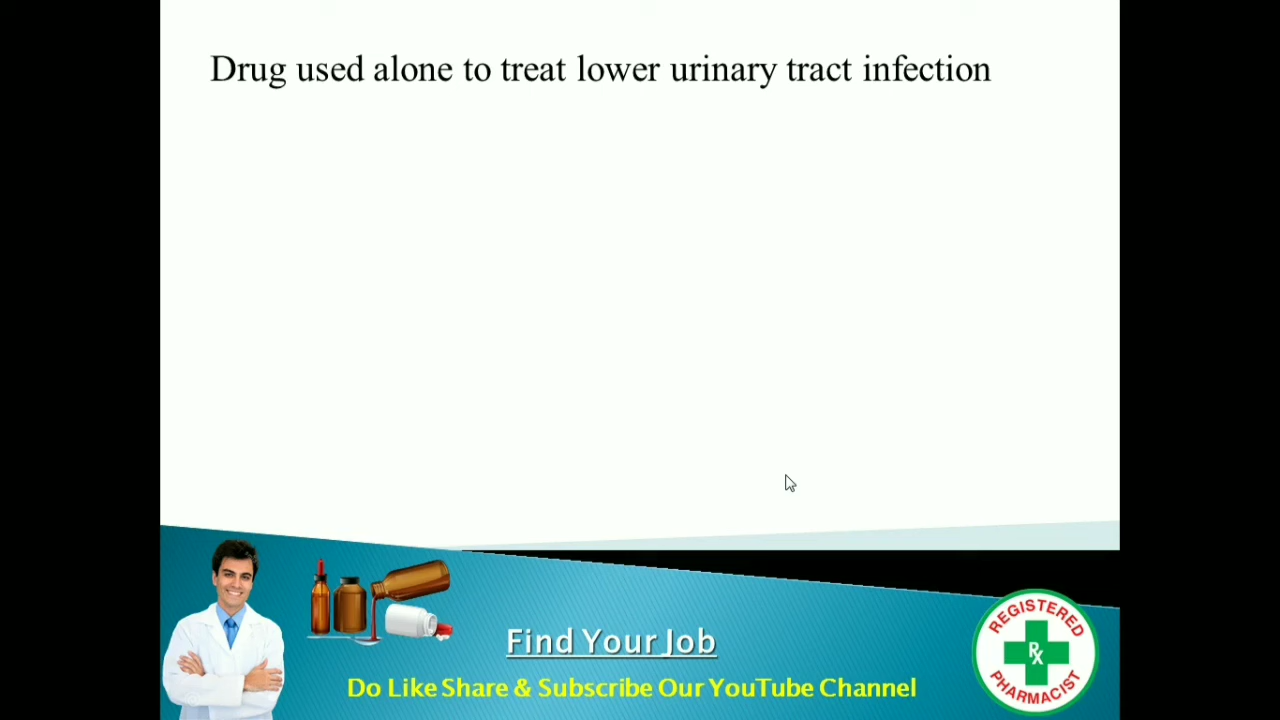 Drug used alone to treat lower urinary tract infection
Find Your Job
Do Like Share & Subscribe Our YouTube Channel
REGISTERED
Rx
PHARMACIST